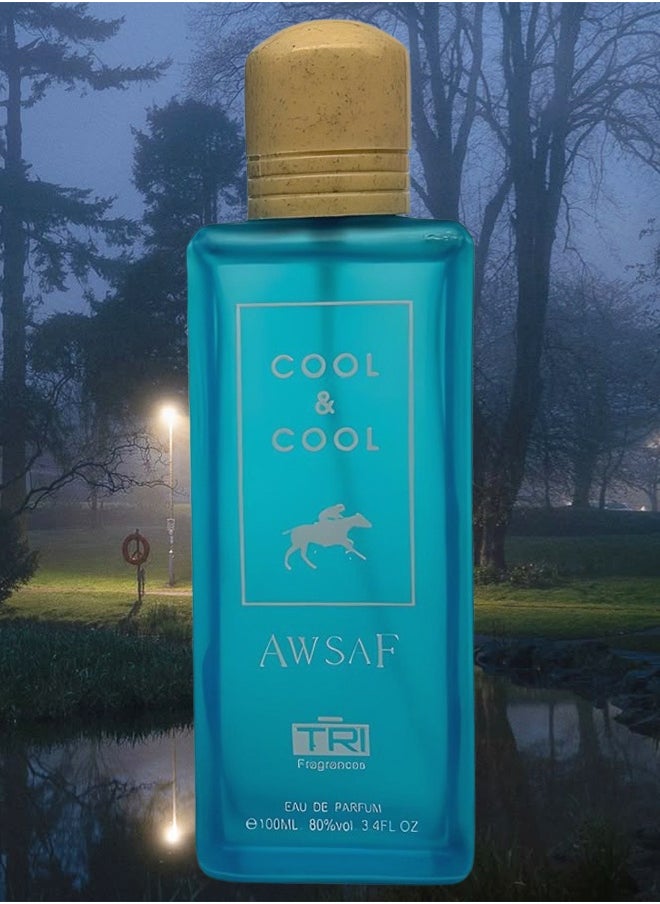 COOL
&
COOL
AWSAF
TRI
Fragrances
EAU DE PARFUM
℮100ML. 80%vol. 3.4FL OZ